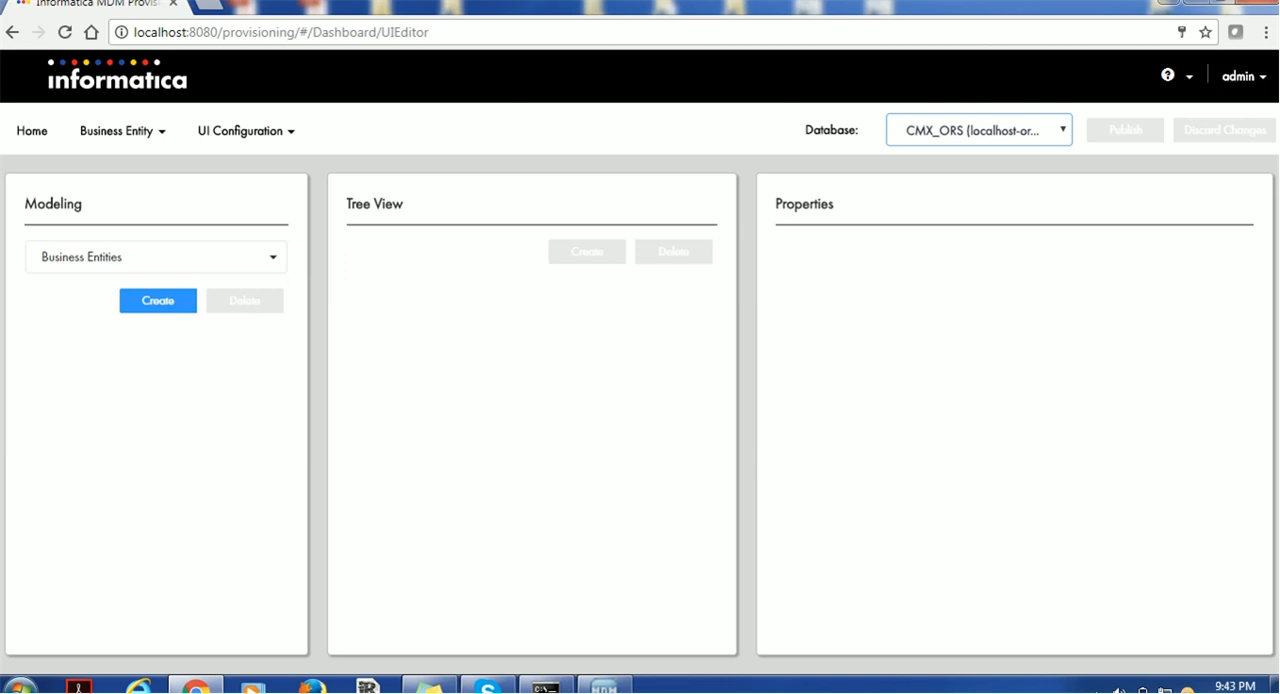 Informatica MDM Provis
localhost:8080/provisioning/#/Dashboard/UIEditor
informatica
admin
Home Business Entity UI Configuration Database: CMX_ORS (localhost-or... Publish Discard Changes
Modeling
Tree View
Properties
Business Entities
Create Delete
Create Delete
9:43 PM